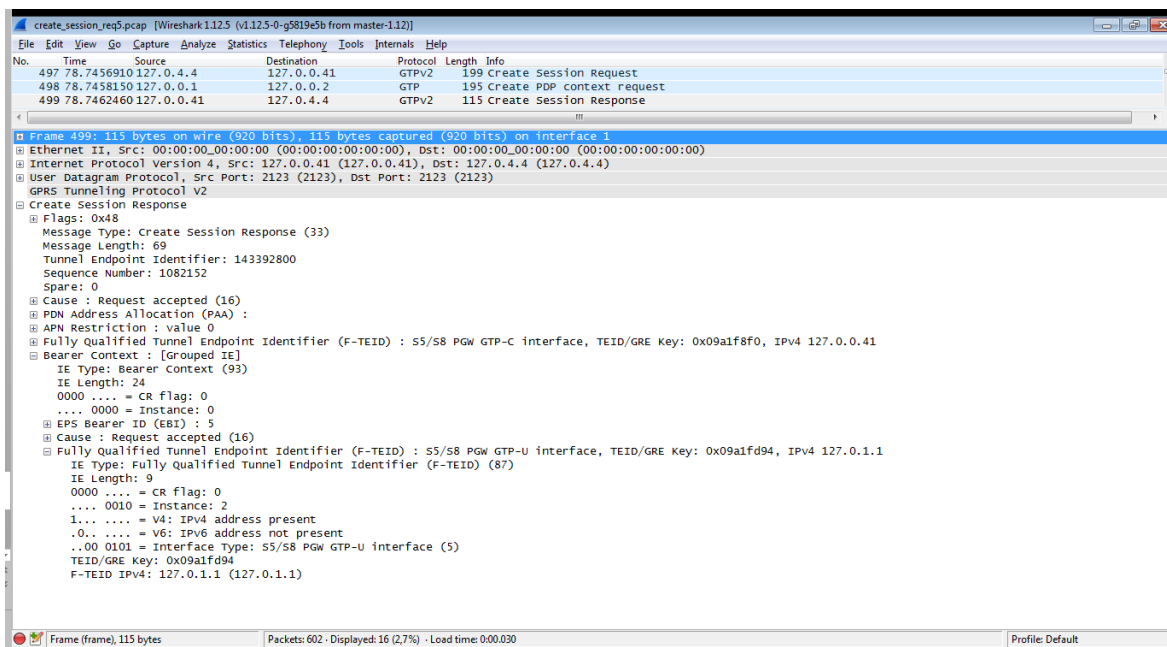 create_session_req5.pcap [Wireshark 1.12.5 (v1.12.5-0-g5819e5b from master-1.12)]
File Edit View Go Capture Analyze Statistics Telephony Tools Internals Help
No. Time Source Destination Protocol Length Info
497 78.7456910 127.0.4.4 127.0.0.41 GTPv2 199 Create Session Request
498 78.7458150 127.0.0.1 127.0.0.2 GTP 195 Create PDP context request
499 78.7462460 127.0.0.41 127.0.4.4 GTPv2 115 Create Session Response
Frame 499: 115 bytes on wire (920 bits), 115 bytes captured (920 bits) on interface 1
Ethernet II, Src: 00:00:00_00:00:00 (00:00:00:00:00:00), Dst: 00:00:00_00:00:00 (00:00:00:00:00:00)
Internet Protocol Version 4, Src: 127.0.0.41 (127.0.0.41), Dst: 127.0.4.4 (127.0.4.4)
User Datagram Protocol, Src Port: 2123 (2123), Dst Port: 2123 (2123)
GPRS Tunneling Protocol V2
Create Session Response
Flags: 0x48
Message Type: Create Session Response (33)
Message Length: 69
Tunnel Endpoint Identifier: 143392800
Sequence Number: 1082152
Spare: 0
Cause : Request accepted (16)
PDN Address Allocation (PAA) :
APN Restriction : value 0
Fully Qualified Tunnel Endpoint Identifier (F-TEID) : S5/S8 PGW GTP-C interface, TEID/GRE Key: 0x09a1f8f0, IPv4 127.0.0.41
Bearer Context : [Grouped IE]
IE Type: Bearer Context (93)
IE Length: 24
0000 .... = CR flag: 0
.... 0000 = Instance: 0
EPS Bearer ID (EBI) : 5
Cause : Request accepted (16)
Fully Qualified Tunnel Endpoint Identifier (F-TEID) : S5/S8 PGW GTP-U interface, TEID/GRE Key: 0x09a1fd94, IPv4 127.0.1.1
IE Type: Fully Qualified Tunnel Endpoint Identifier (F-TEID) (87)
IE Length: 9
0000 .... = CR flag: 0
.... 0010 = Instance: 2
1... .... = V4: IPv4 address present
.0.. .... = V6: IPv6 address not present
..00 0101 = Interface Type: S5/S8 PGW GTP-U interface (5)
TEID/GRE Key: 0x09a1fd94
F-TEID IPv4: 127.0.1.1 (127.0.1.1)
Frame (frame), 115 bytes Packets: 602 · Displayed: 16 (2,7%) · Load time: 0:00.030 Profile: Default